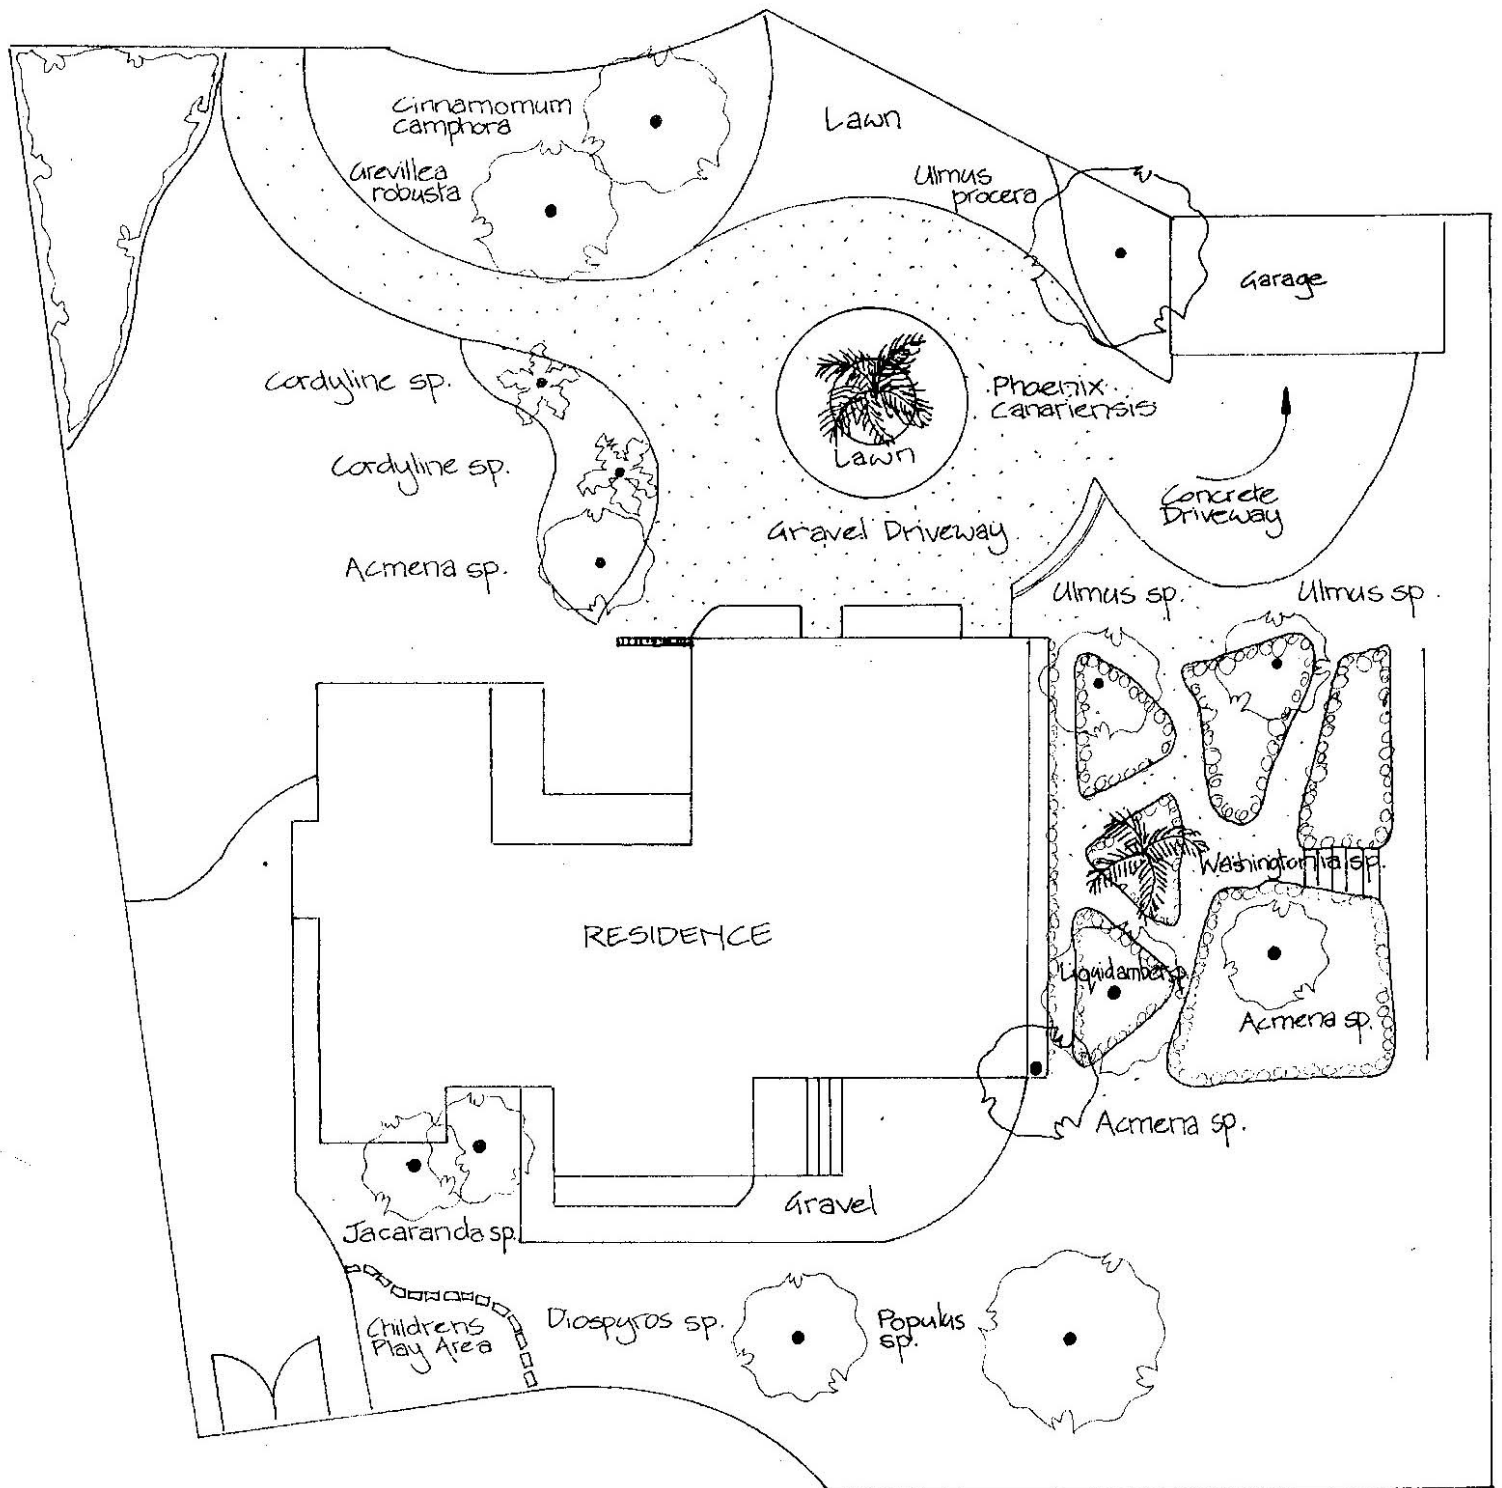 Cinnamomum
camphora
Lawn
Grevillea
robusta
Ulmus
procera
Garage
Cordyline sp.
Phoenix
canariensis
Lawn
Cordyline sp.
Concrete
Driveway
Gravel Driveway
Acmena sp.
Ulmus sp.
Ulmus sp.
Washingtonia sp.
RESIDENCE
Liquidamber sp.
Acmena sp.
Acmena sp.
Gravel
Jacaranda sp.
Childrens
Play Area
Diospyros sp.
Populus
sp.